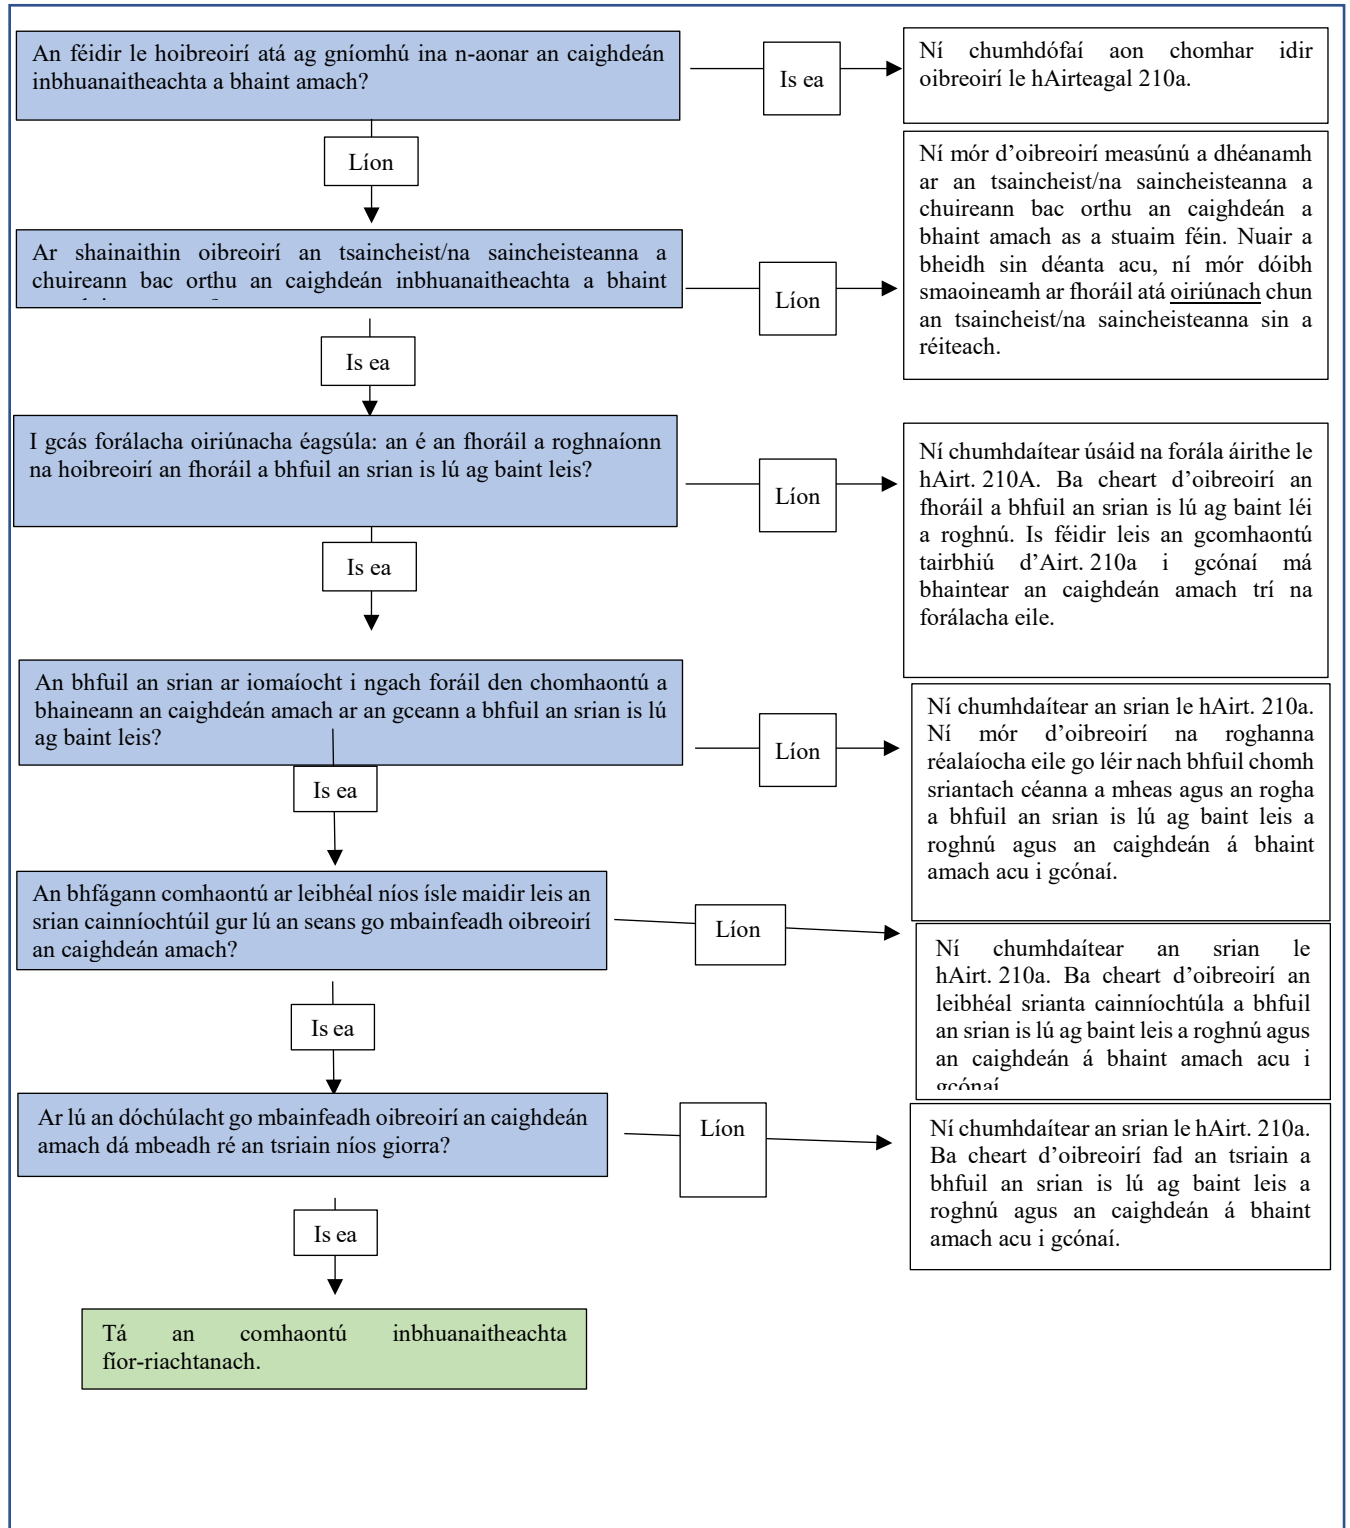 An féidir le hoibreoirí atá ag gníomhú ina n-aonar an caighdeán
inbhuanaitheachta a bhaint amach?
Is ea
Ní chumhdófaí aon chomhar idir
oibreoirí le hAirteagal 210a.
Líon
Ar shainaithin oibreoirí an tsaincheist/na saincheisteanna a
chuireann bac orthu an caighdeán inbhuanaitheachta a bhaint
Líon
Ní mór d’oibreoirí measúnú a dhéanamh
ar an tsaincheist/na saincheisteanna a
chuireann bac orthu an caighdeán a
bhaint amach as a stuaim féin. Nuair a
bheidh sin déanta acu, ní mór dóibh
smaoineamh ar fhoráil atá oiriúnach chun
an tsaincheist/na saincheisteanna sin a
réiteach.
Is ea
I gcás forálacha oiriúnacha éagsúla: an é an fhoráil a roghnaíonn
na hoibreoirí an fhoráil a bhfuil an srian is lú ag baint leis?
Líon
Ní chumhdaítear úsáid na forála áirithe le
hAirt. 210A. Ba cheart d’oibreoirí an
fhoráil a bhfuil an srian is lú ag baint léi
a roghnú. Is féidir leis an gcomhaontú
tairbhiú d’Airt. 210a i gcónaí má
bhaintear an caighdeán amach trí na
forálacha eile.
Is ea
An bhfuil an srian ar iomaíocht i ngach foráil den chomhaontú a
bhaineann an caighdeán amach ar an gceann a bhfuil an srian is lú
ag baint leis?
Líon
Ní chumhdaítear an srian le hAirt. 210a.
Ní mór d’oibreoirí na roghanna
réalaíocha eile go léir nach bhfuil chomh
sriantach céanna a mheas agus an rogha
a bhfuil an srian is lú ag baint leis a
roghnú agus an caighdeán á bhaint
amach acu i gcónaí.
Is ea
An bhfágann comhaontú ar leibhéal níos ísle maidir leis an
srian cainníochtúil gur lú an seans go mbainfeadh oibreoirí
an caighdeán amach?
Líon
Ní chumhdaítear an srian le
hAirt. 210a. Ba cheart d’oibreoirí an
leibhéal srianta cainníochtúla a bhfuil
an srian is lú ag baint leis a roghnú agus
an caighdeán á bhaint amach acu i
gcónaí
Is ea
Ar lú an dóchúlacht go mbainfeadh oibreoirí an caighdeán
amach dá mbeadh ré an tsriain níos giorra?
Líon
Ní chumhdaítear an srian le hAirt. 210a.
Ba cheart d’oibreoirí fad an tsriain a
bhfuil an srian is lú ag baint leis a
roghnú agus an caighdeán á bhaint
amach acu i gcónaí.
Is ea
Tá an comhaontú inbhuanaitheachta
fíor-riachtanach.